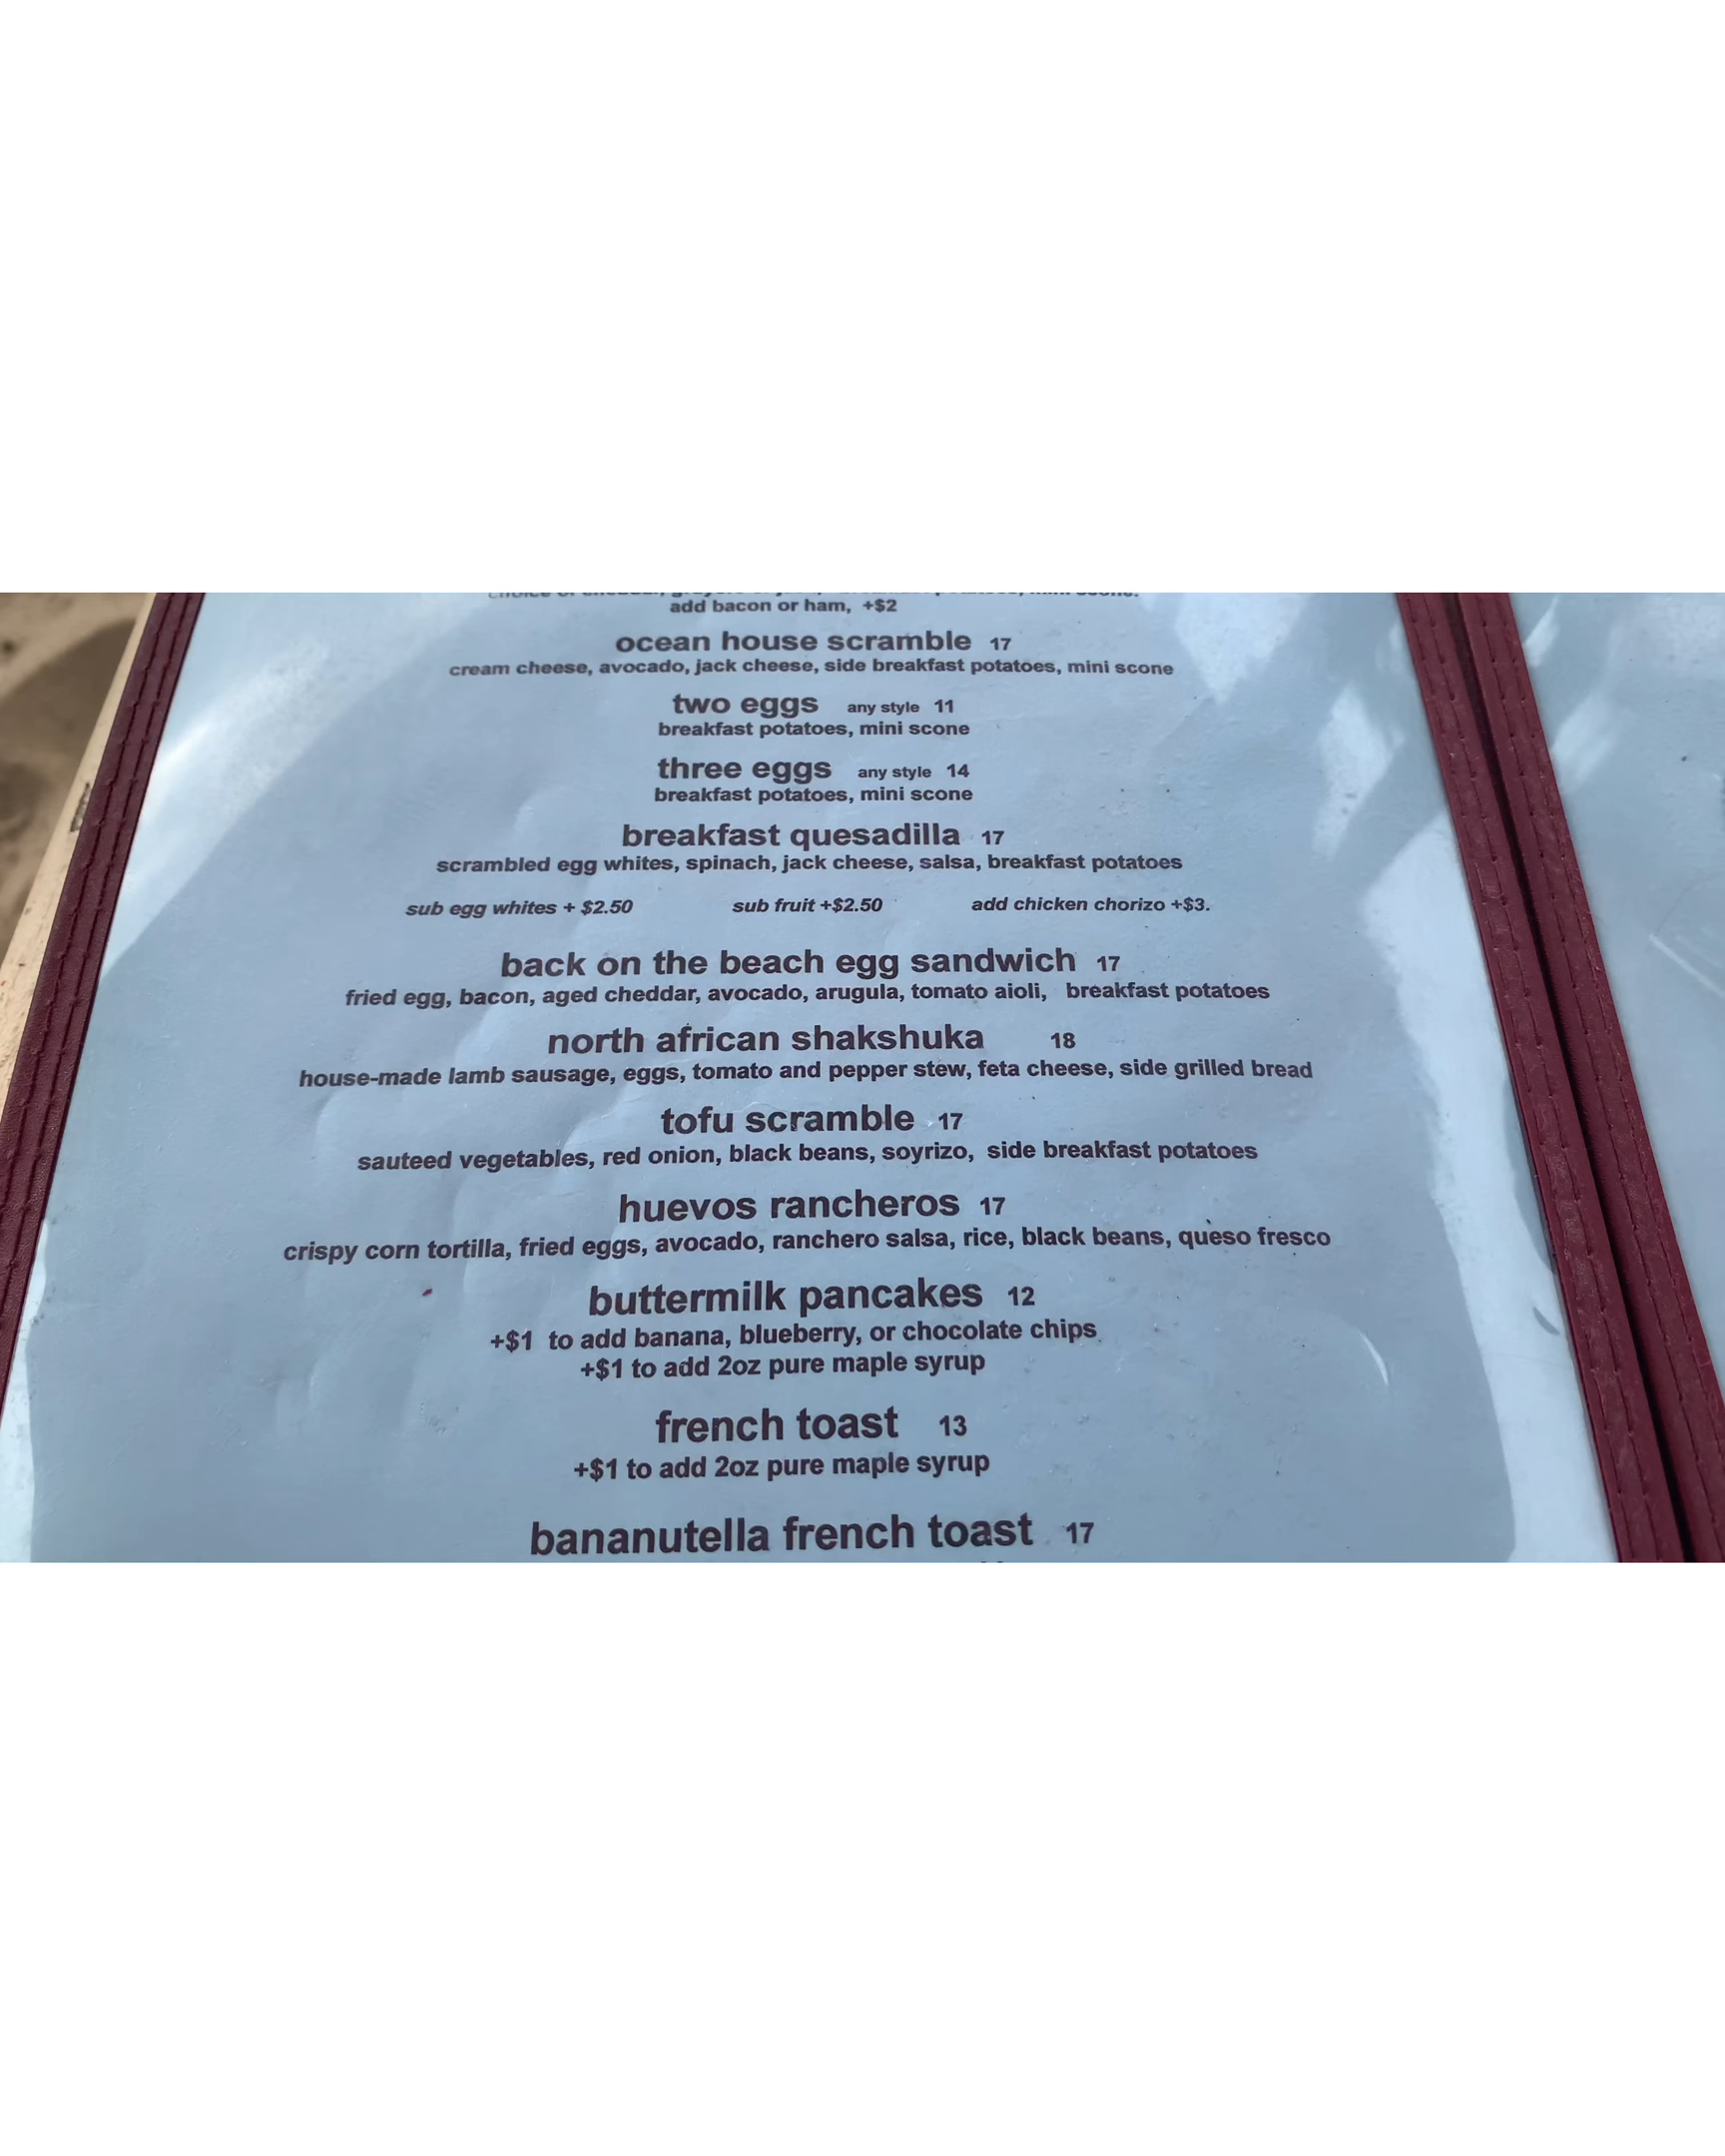 add bacon or ham, +$2
ocean house scramble 17
cream cheese, avocado, jack cheese, side breakfast potatoes, mini scone
two eggs any style 11
breakfast potatoes, mini scone
three eggs any style 14
breakfast potatoes, mini scone
breakfast quesadilla 17
scrambled egg whites, spinach, jack cheese, salsa, breakfast potatoes
sub egg whites + $2.50 sub fruit +$2.50 add chicken chorizo +$3.
back on the beach egg sandwich 17
fried egg, bacon, aged cheddar, avocado, arugula, tomato aioli, breakfast potatoes
north african shakshuka 18
house-made lamb sausage, eggs, tomato and pepper stew, feta cheese, side grilled bread
tofu scramble 17
sauteed vegetables, red onion, black beans, soyrizo, side breakfast potatoes
huevos rancheros 17
crispy corn tortilla, fried eggs, avocado, ranchero salsa, rice, black beans, queso fresco
buttermilk pancakes 12
+$1 to add banana, blueberry, or chocolate chips
+$1 to add 2oz pure maple syrup
french toast 13
+$1 to add 2oz pure maple syrup
bananutella french toast 17